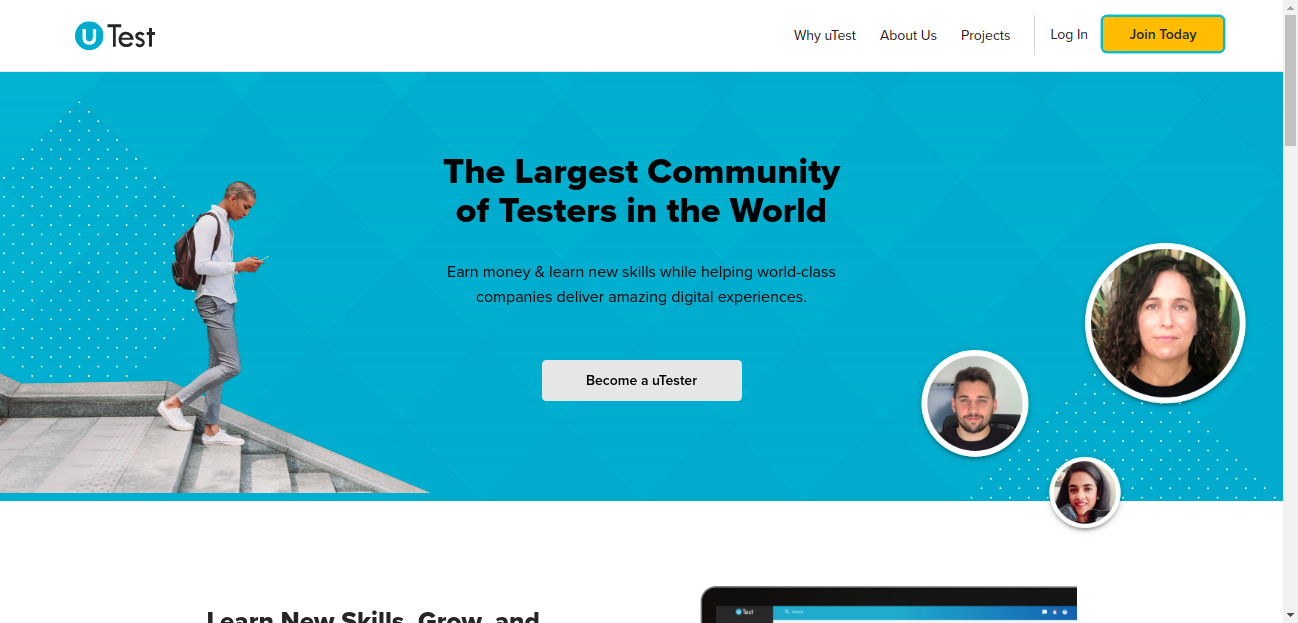 uTest
Why uTest
About Us
Projects
Log In
Join Today
The Largest Community
of Testers in the World
Earn money & learn new skills while helping world-class
companies deliver amazing digital experiences.
Become a uTester
Learn New Skills, Grow, and
uTest
Search